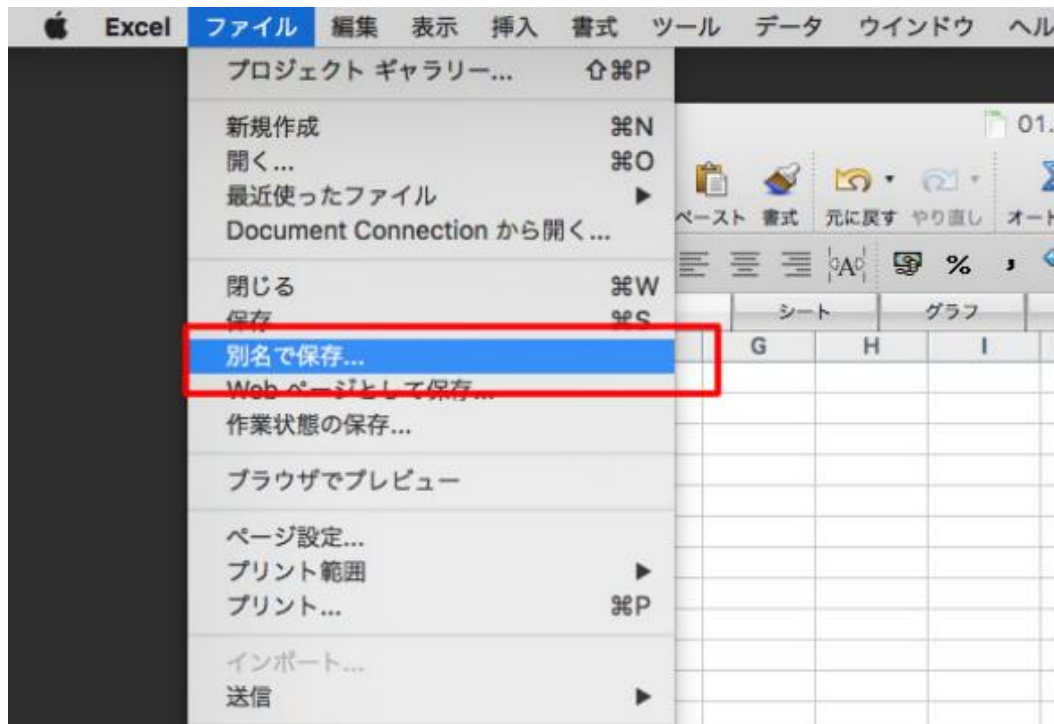 Excel ファイル 編集 表示 挿入 書式 ツール データ ウインドウ ヘル
プロジェクト ギャラリー... ⇧⌘P
新規作成 ⌘N
開く... ⌘O
最近使ったファイル ▶
Document Connection から開く...
閉じる ⌘W
保存 ⌘S
別名で保存...
Web ページとして保存...
作業状態の保存...
ブラウザでプレビュー
ページ設定...
プリント範囲 ▶
プリント... ⌘P
インポート...
送信 ▶
01.
ペースト 書式 元に戻す やり直し オート
A % ,
シート グラフ
G H I